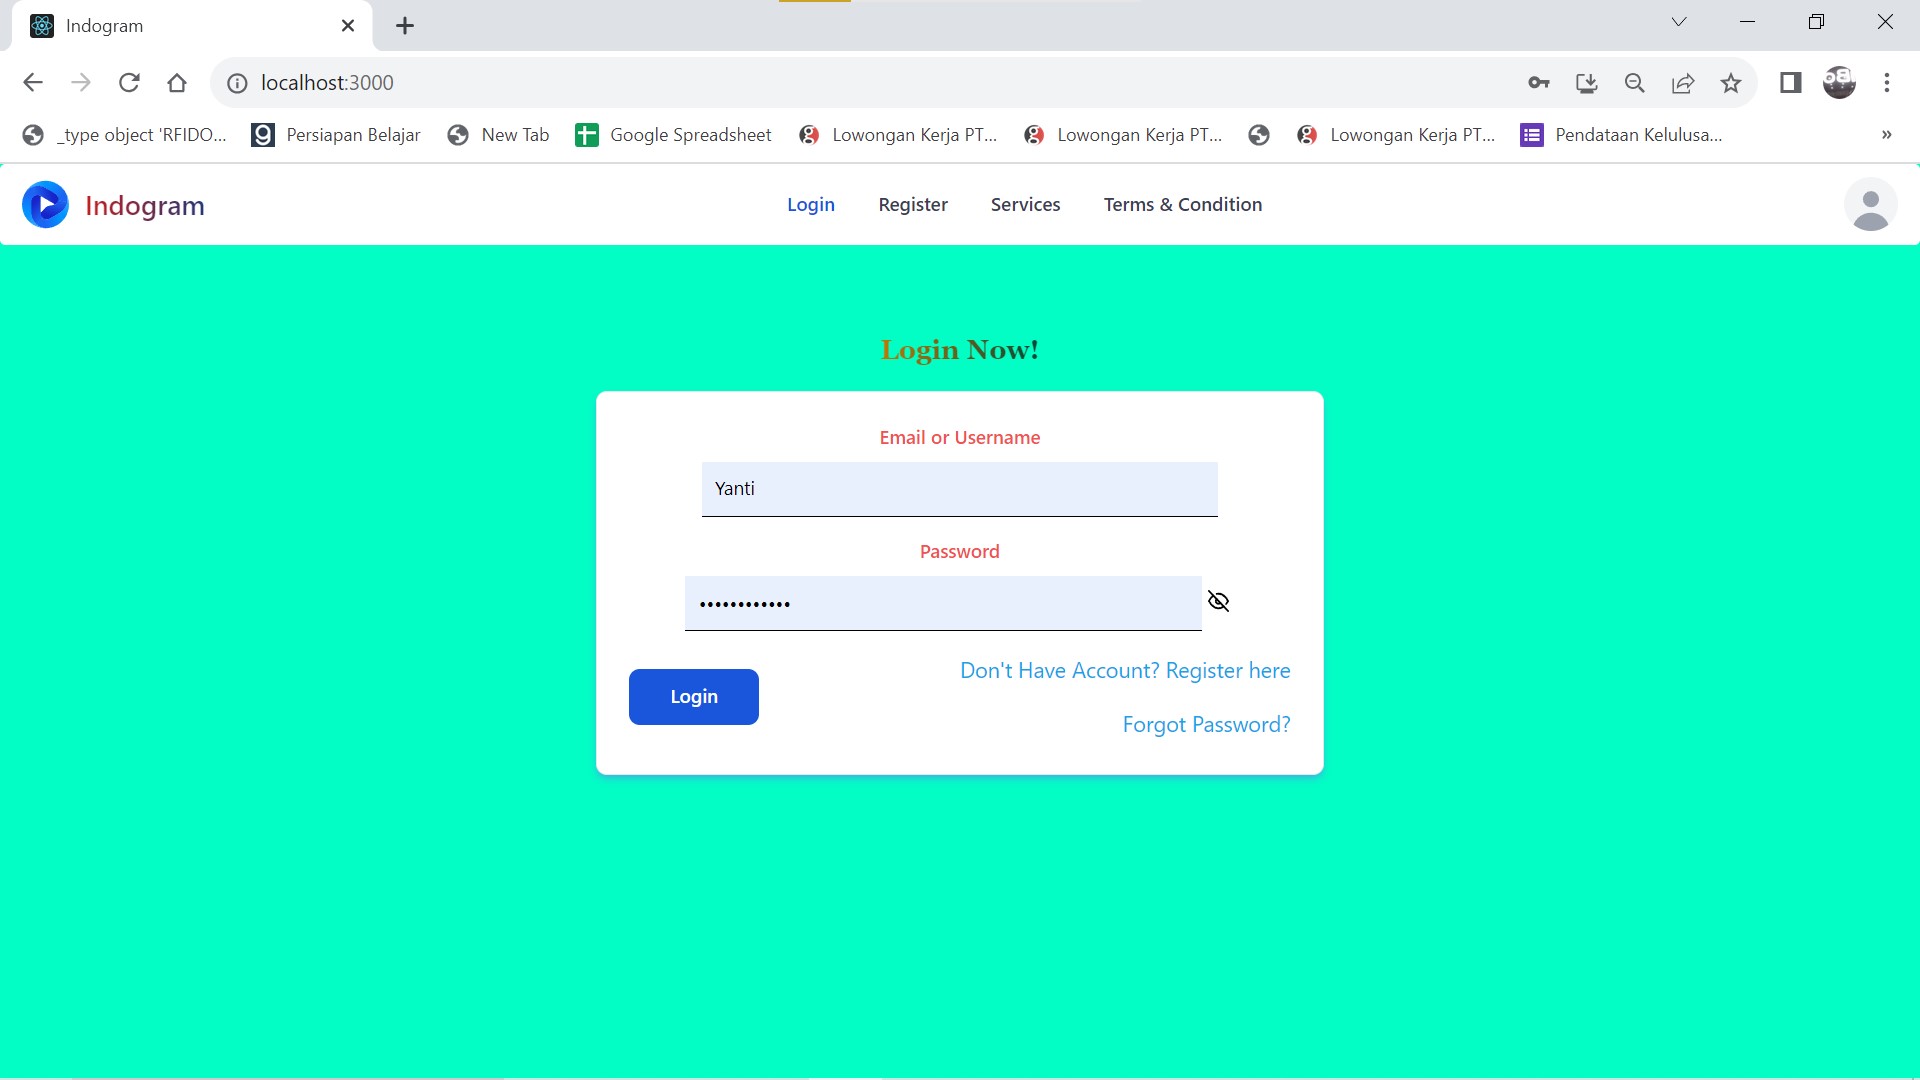 Indogram
localhost:3000
_type object 'RFIDO...
Persiapan Belajar
New Tab
Google Spreadsheet
Lowongan Kerja PT...
Lowongan Kerja PT...
Lowongan Kerja PT...
Pendataan Kelulusa...
Indogram
Login
Register
Services
Terms & Condition
Login Now!
Email or Username
Yanti
Password
••••••••••••
Don't Have Account? Register here
Login
Forgot Password?